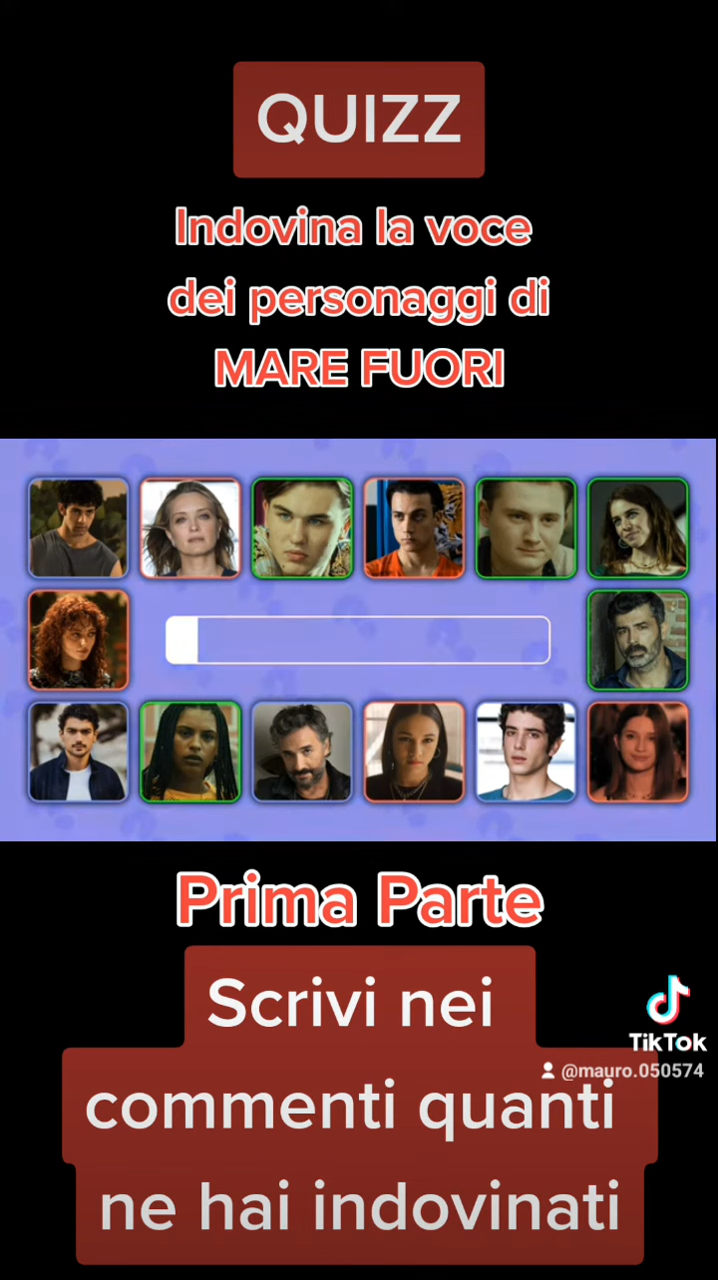 QUIZZ
Indovina la voce
dei personaggi di
MARE FUORI
Prima Parte
Scrivi nei
TikTok
@mauro.050574
commenti quanti
ne hai indovinati